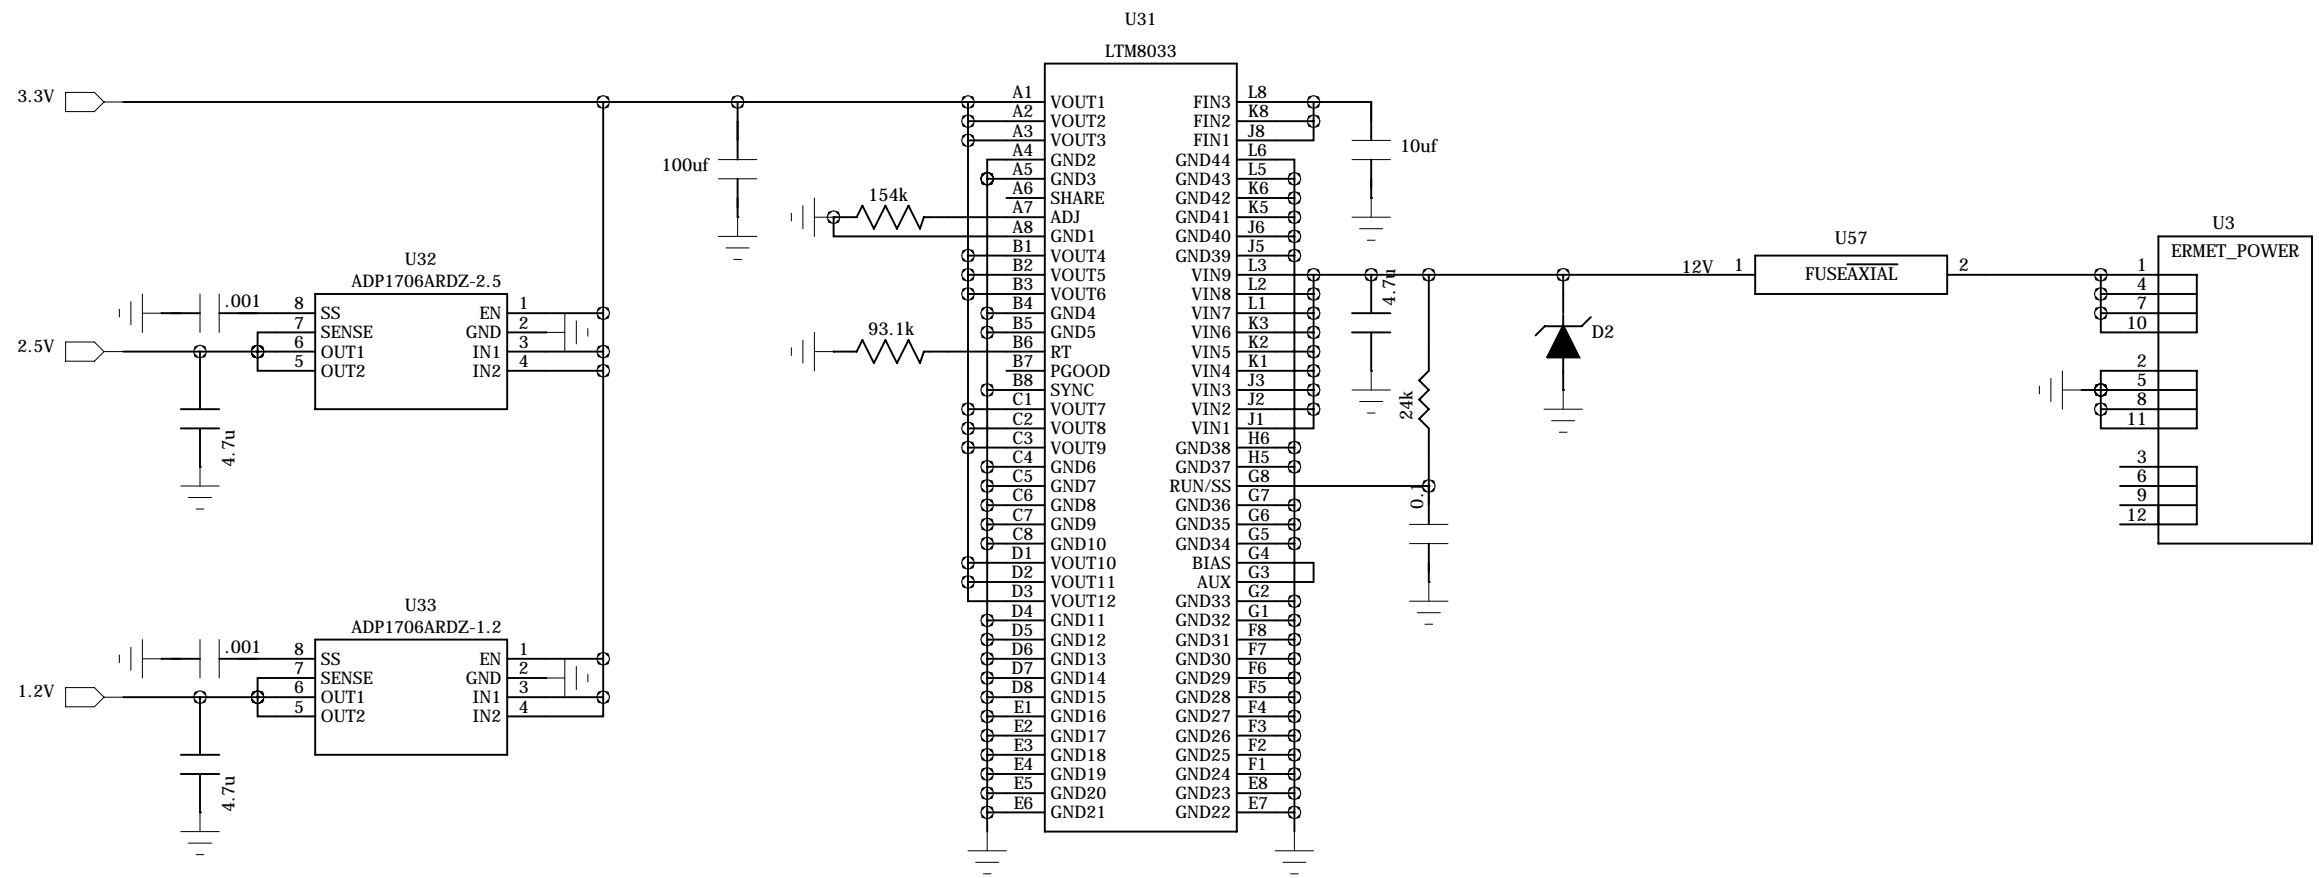 U31
LTM8033
3.3V
100uf
154k
93.1k
A1 VOUT1
A2 VOUT2
A3 VOUT3
A4 GND2
A5 GND3
A6 SHARE
A7 ADJ
A8 GND1
B1 VOUT4
B2 VOUT5
B3 VOUT6
B4 GND4
B5 GND5
B6 RT
B7 PGOOD
B8 SYNC
C1 VOUT7
C2 VOUT8
C3 VOUT9
C4 GND6
C5 GND7
C6 GND8
C7 GND9
C8 GND10
D1 VOUT10
D2 VOUT11
D3 VOUT12
D4 GND11
D5 GND12
D6 GND13
D7 GND14
D8 GND15
E1 GND16
E2 GND17
E3 GND18
E4 GND19
E5 GND20
E6 GND21
FIN3 L8
FIN2 K8
FIN1 J8
GND44 L6
GND43 L5
GND42 K6
GND41 K5
GND40 J6
GND39 J5
VIN9 L3
VIN8 L2
VIN7 L1
VIN6 K3
VIN5 K2
VIN4 K1
VIN3 J3
VIN2 J2
VIN1 J1
GND38 H6
GND37 H5
RUN/SS G8
GND36 G7
GND35 G6
GND34 G5
BIAS G4
AUX G3
GND33 G2
GND32 G1
GND31 F8
GND30 F7
GND29 F6
GND28 F5
GND27 F4
GND26 F3
GND25 F2
GND24 F1
GND23 E8
GND22 E7
10uf
4.7u
24k
D2
12V
U57
1 FUSEAXIAL 2
U3
ERMET_POWER
1
4
7
10
2
5
8
11
3
6
9
12
U32
ADP1706ARDZ-2.5
.001
8 SS EN 1
7 SENSE GND 2
2.5V
6 OUT1 IN1 3
5 OUT2 IN2 4
4.7u
U33
ADP1706ARDZ-1.2
.001
8 SS EN 1
7 SENSE GND 2
1.2V
6 OUT1 IN1 3
5 OUT2 IN2 4
4.7u